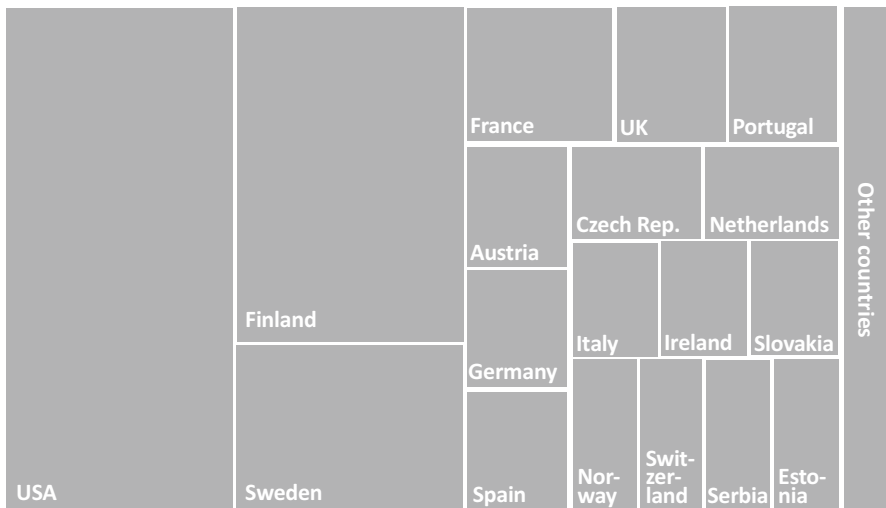 USA
Finland
Sweden
France
UK
Portugal
Austria
Germany
Spain
Czech Rep.
Netherlands
Italy
Ireland
Slovakia
Nor-
way
Swit-
zer-
land
Serbia
Esto-
nia
Other countries